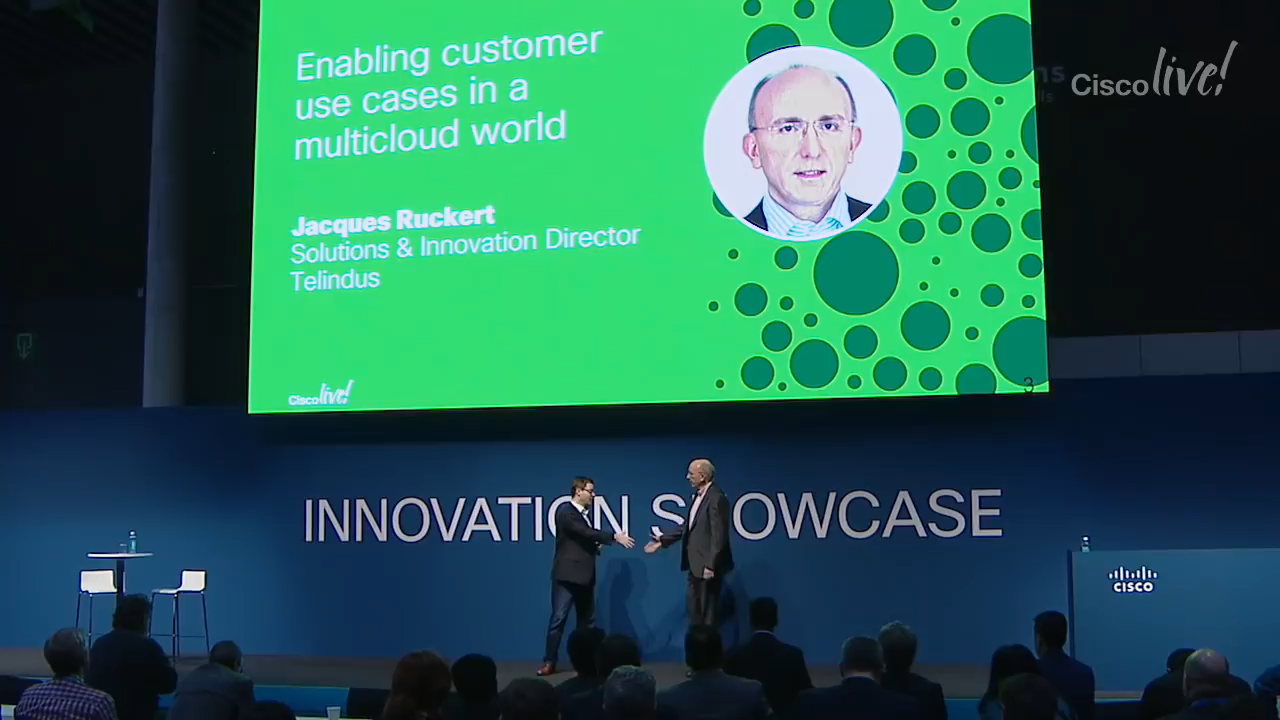 Enabling customer
use cases in a
multicloud world
Jacques Ruckert
Solutions & Innovation Director
Telindus
Cisco live!
3
Cisco live!
INNOVATION SHOWCASE
CISCO